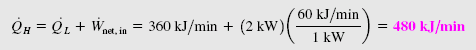 Q̇_H = Q̇_L + Ẇ_net, in = 360 kJ/min + (2 kW)(60 kJ/min / 1 kW) = 480 kJ/min